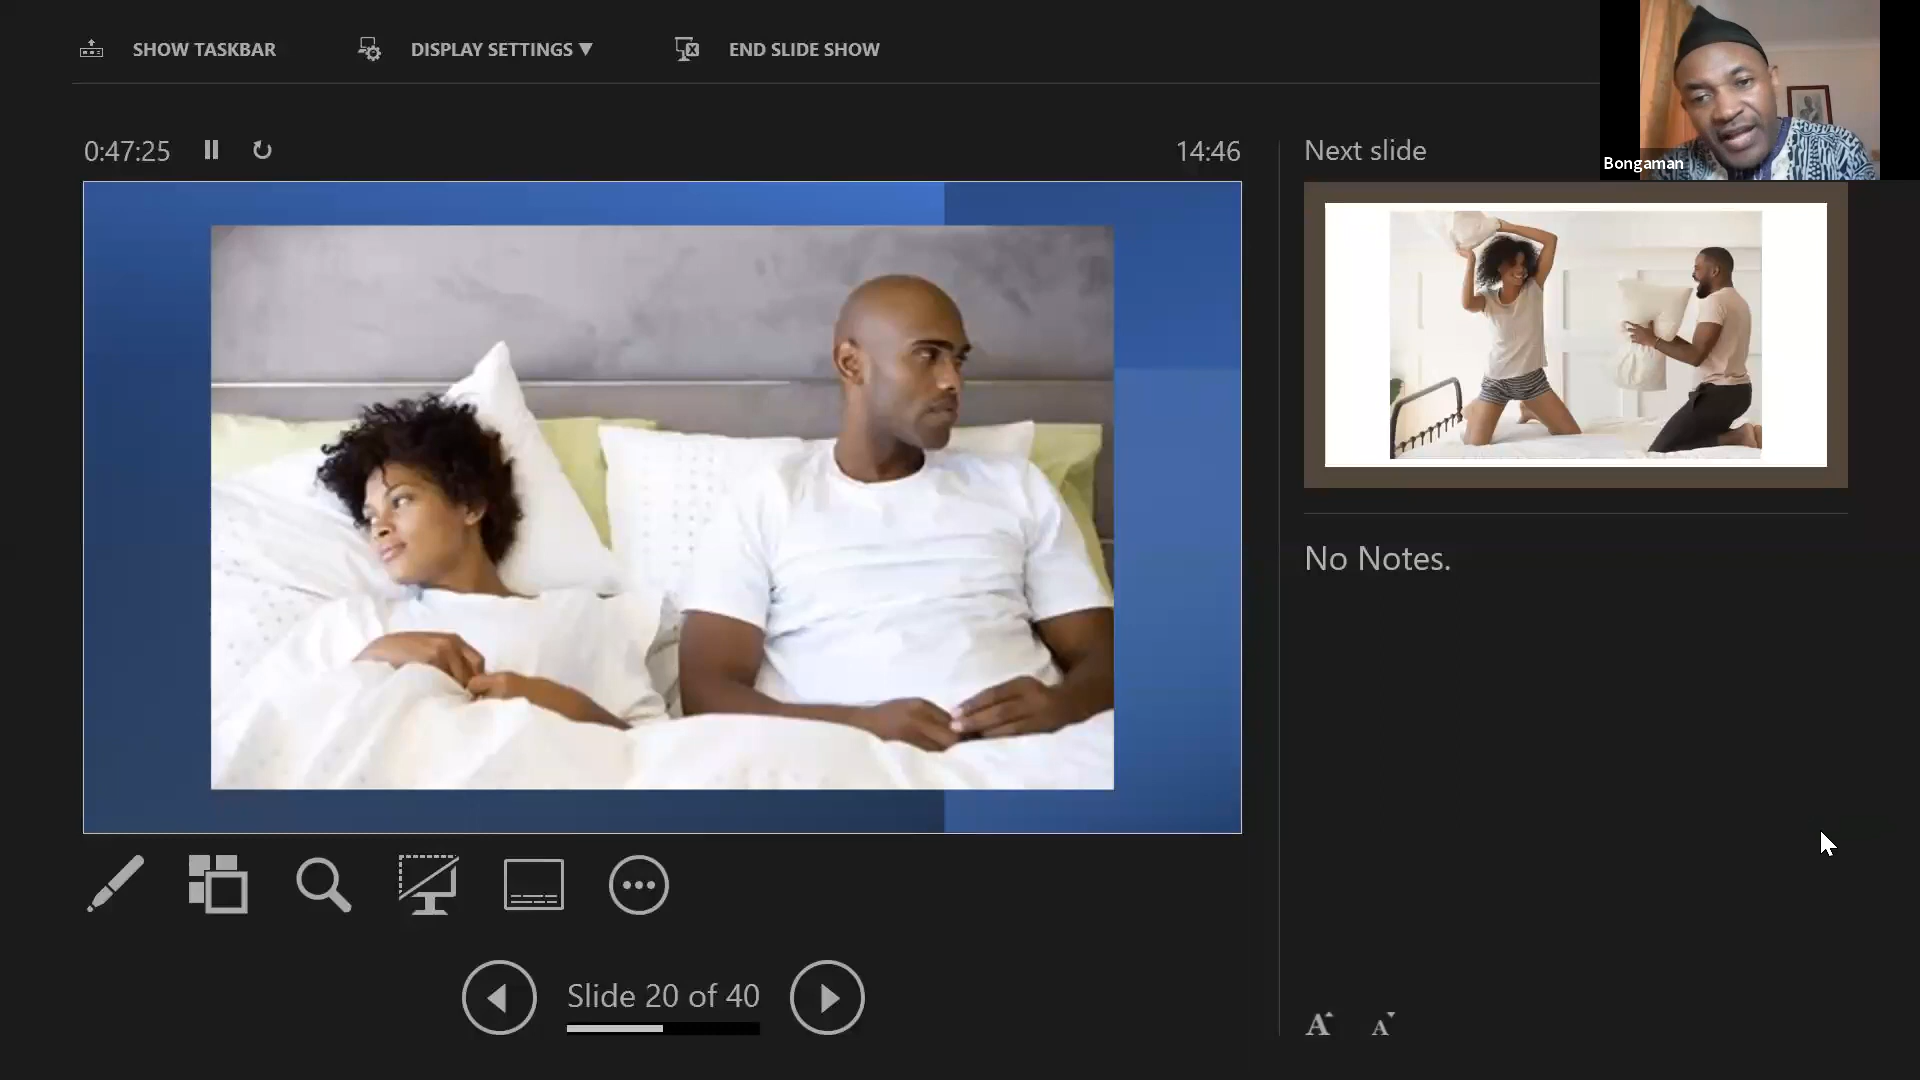 SHOW TASKBAR
DISPLAY SETTINGS ▼
END SLIDE SHOW
Bongaman
0:47:25
14:46
Next slide
No Notes.
Slide 20 of 40
A
A